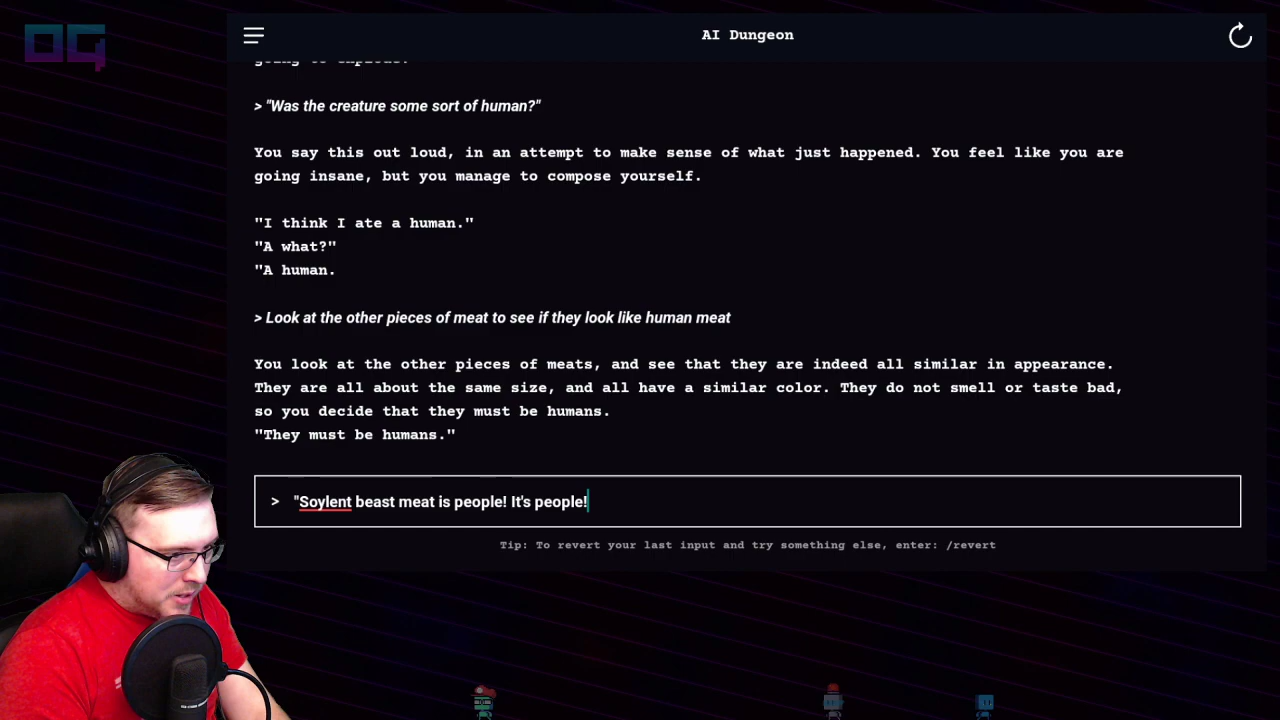 OG
AI Dungeon
going to explode.
> "Was the creature some sort of human?"
You say this out loud, in an attempt to make sense of what just happened. You feel like you are
going insane, but you manage to compose yourself.
"I think I ate a human."
"A what?"
"A human.
> Look at the other pieces of meat to see if they look like human meat
You look at the other pieces of meats, and see that they are indeed all similar in appearance.
They are all about the same size, and all have a similar color. They do not smell or taste bad,
so you decide that they must be humans.
"They must be humans."
> "Soylent beast meat is people! It's people!
Tip: To revert your last input and try something else, enter: /revert